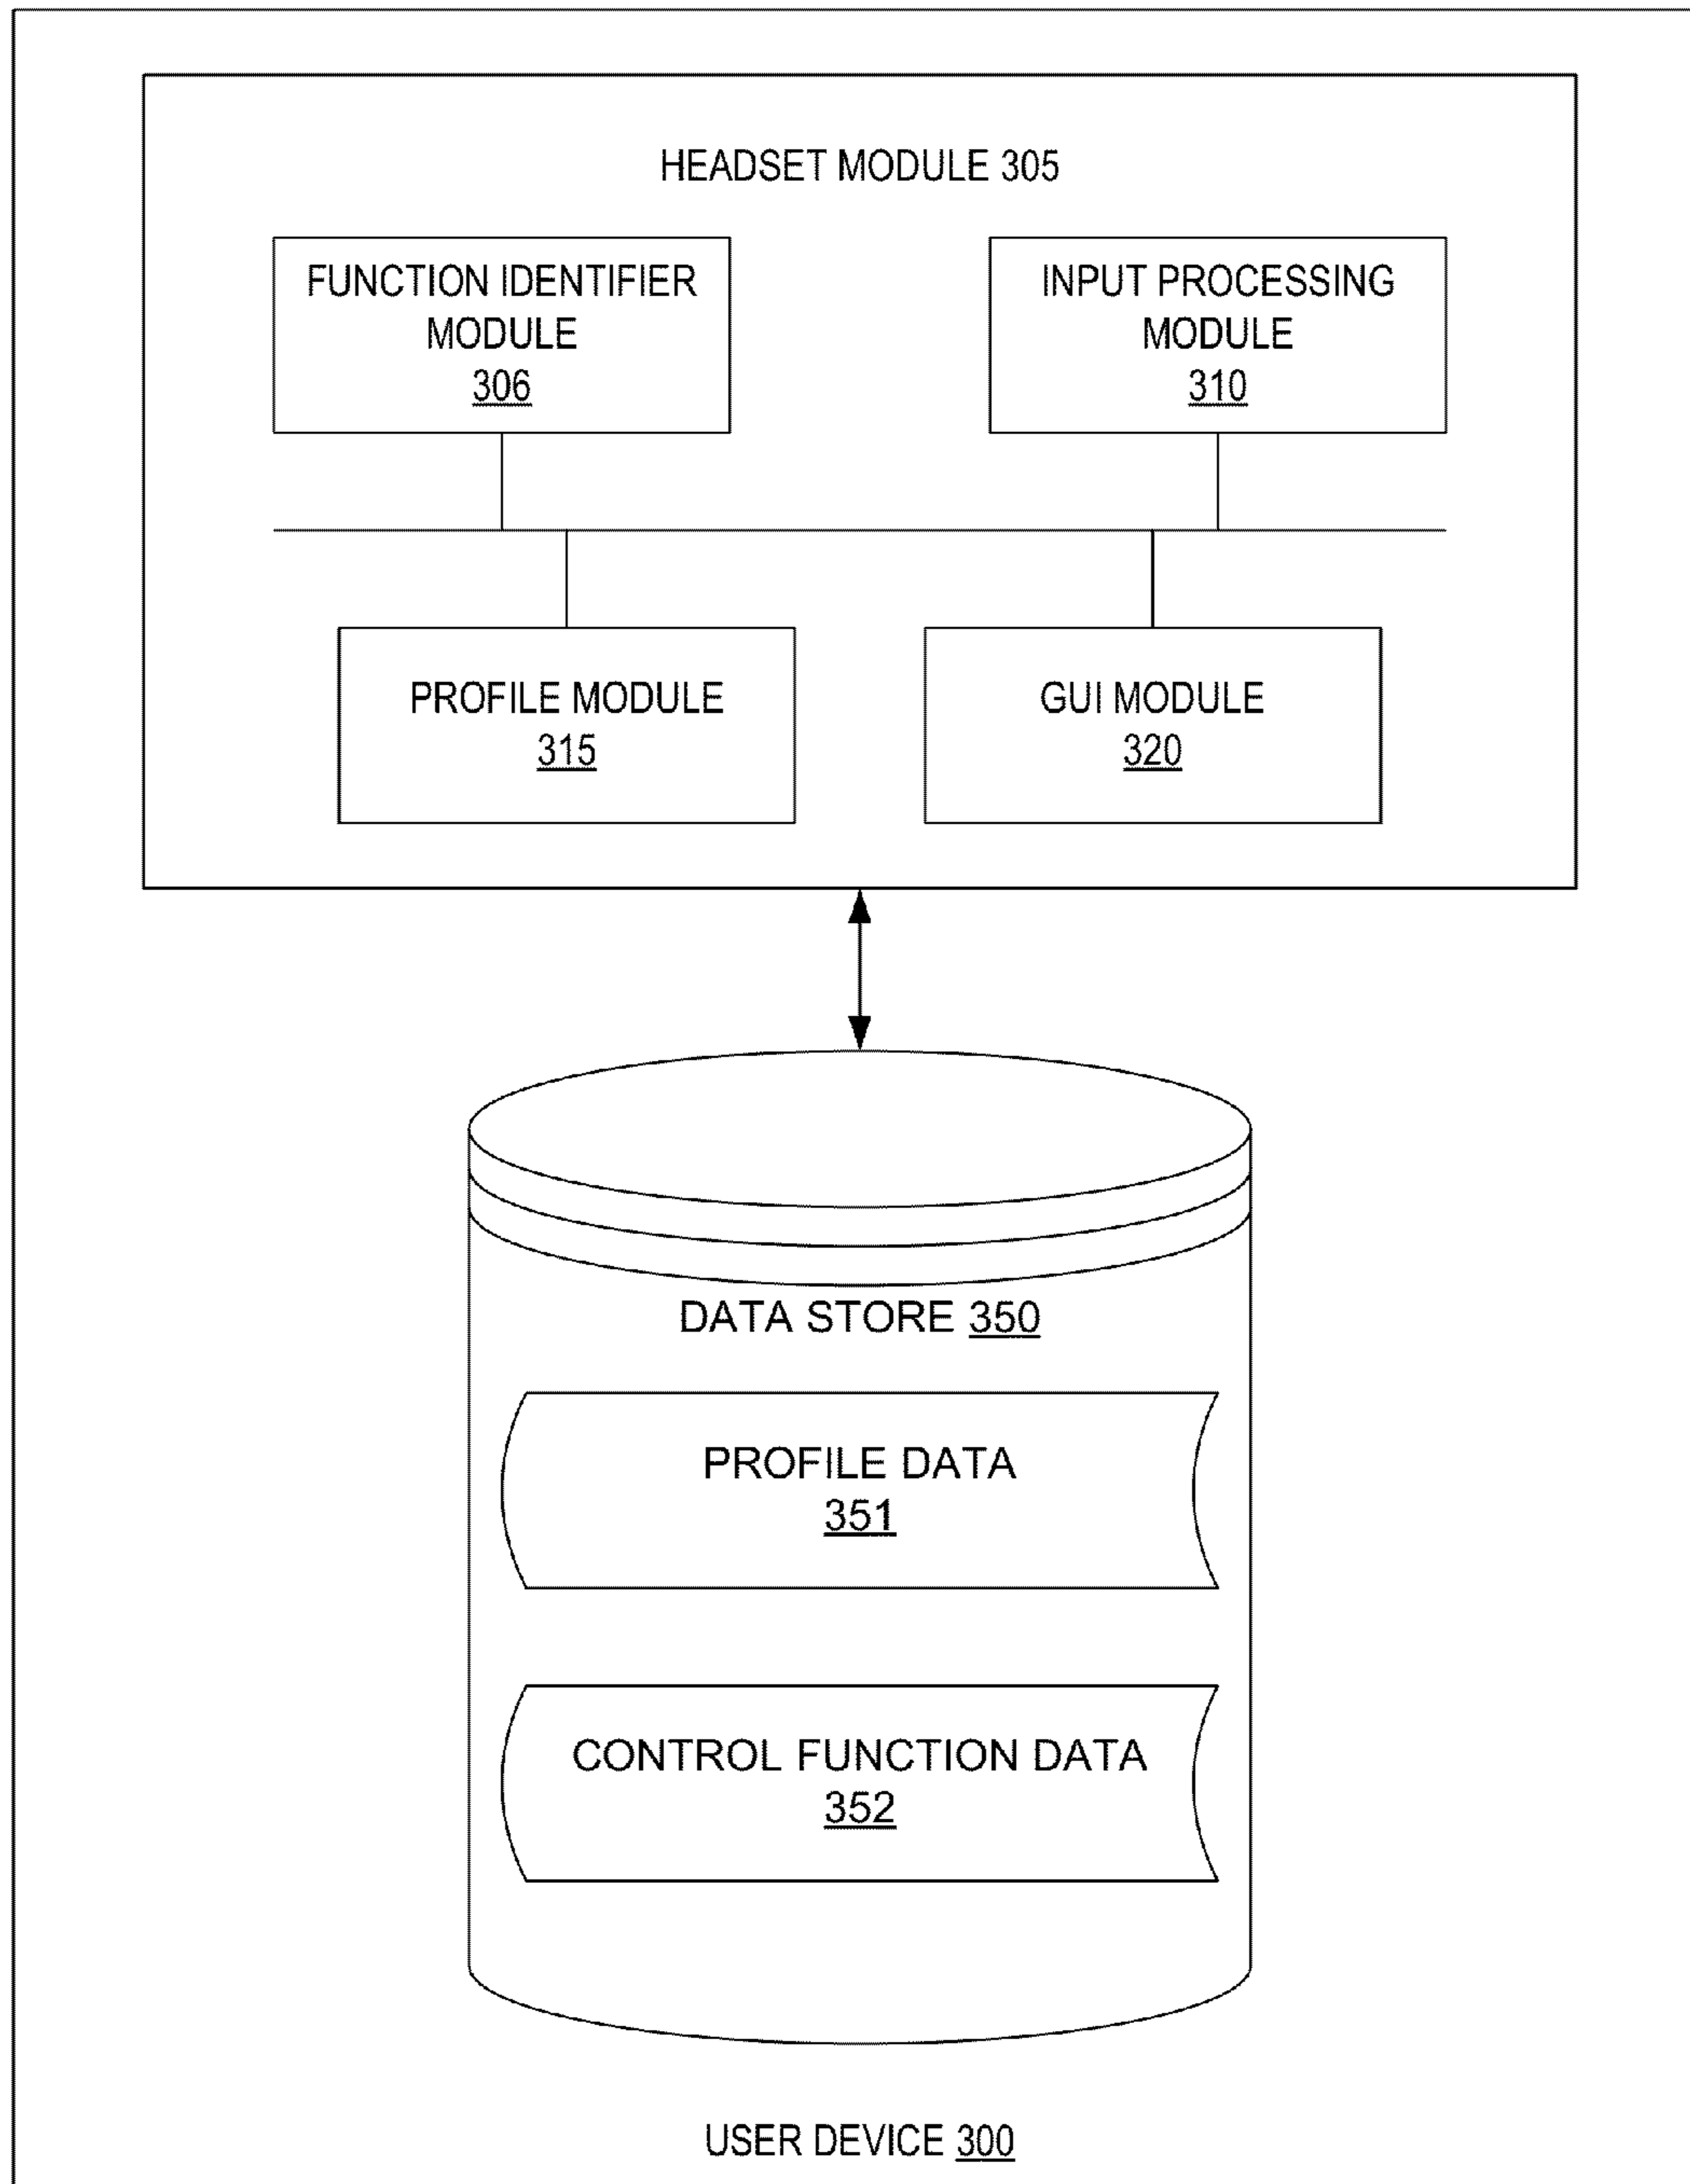 HEADSET MODULE 305
FUNCTION IDENTIFIER
MODULE
306
INPUT PROCESSING
MODULE
310
PROFILE MODULE
315
GUI MODULE
320
DATA STORE 350
PROFILE DATA
351
CONTROL FUNCTION DATA
352
USER DEVICE 300